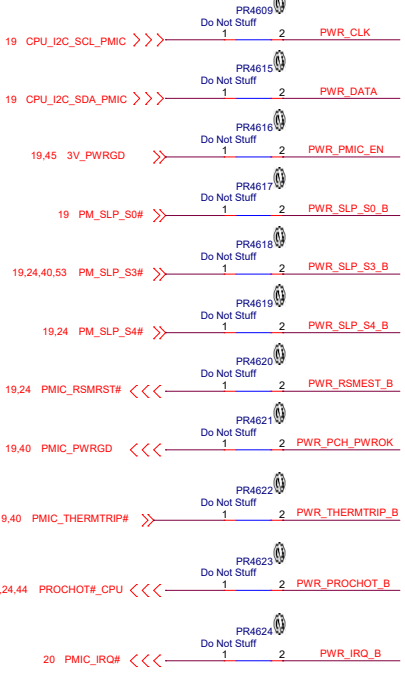 PR4609
Do Not Stuff
19 CPU_I2C_SCL_PMIC 1 2 PWR_CLK
PR4615
Do Not Stuff
19 CPU_I2C_SDA_PMIC 1 2 PWR_DATA
PR4616
Do Not Stuff
19,45 3V_PWRGD 1 2 PWR_PMIC_EN
PR4617
Do Not Stuff
19 PM_SLP_S0# 1 2 PWR_SLP_S0_B
PR4618
Do Not Stuff
19,24,40,53 PM_SLP_S3# 1 2 PWR_SLP_S3_B
PR4619
Do Not Stuff
19,24 PM_SLP_S4# 1 2 PWR_SLP_S4_B
PR4620
Do Not Stuff
19,24 PMIC_RSMRST# 1 2 PWR_RSMEST_B
PR4621
Do Not Stuff
19,40 PMIC_PWRGD 1 2 PWR_PCH_PWROK
PR4622
Do Not Stuff
9,40 PMIC_THERMTRIP# 1 2 PWR_THERMTRIP_B
PR4623
Do Not Stuff
,24,44 PROCHOT#_CPU 1 2 PWR_PROCHOT_B
PR4624
Do Not Stuff
20 PMIC_IRQ# 1 2 PWR_IRQ_B